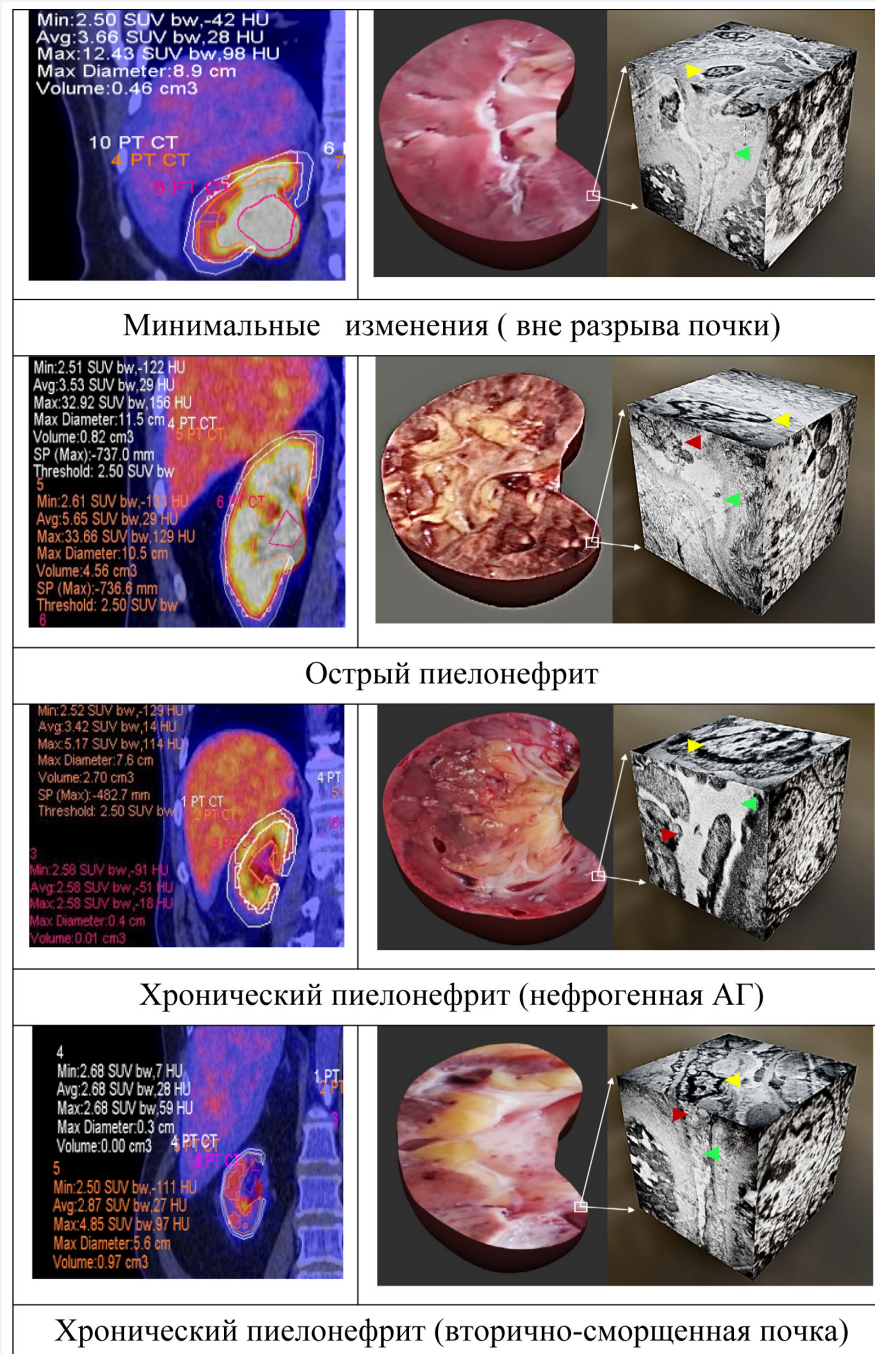 Min:2.50 SUV bw,-42 HU
Avg:3.66 SUV bw,28 HU
Max:12.43 SUV bw,98 HU
Max Diameter:8.9 cm
Volume:0.46 cm3
10 PT CT
6
4 PT CT
7
Минимальные изменения ( вне разрыва почки)
Min:2.51 SUV bw,-122 HU
Avg:3.53 SUV bw,29 HU
Max:32.92 SUV bw,156 HU
Max Diameter:11.5 cm
4 PT CT
Volume:0.82 cm3
5 PT CT
SP (Max):-737.0 mm
Threshold: 2.50 SUV bw
5
Min:2.61 SUV bw,-133 HU
6 PT CT
Avg:5.65 SUV bw,29 HU
Max:33.66 SUV bw,129 HU
Max Diameter:10.5 cm
Volume:4.56 cm3
SP (Max):-736.6 mm
Threshold: 2.50 SUV bw
6
Острый пиелонефрит
Min:2.52 SUV bw,-129 HU
Avg:3.42 SUV bw,14 HU
Max:5.17 SUV bw,114 HU
Max Diameter:7.6 cm
Volume:2.70 cm3
4 PT
SP (Max):-482.7 mm
1 PT CT
Threshold: 2.50 SUV bw
2 PT CT
3
Min:2.58 SUV bw,-91 HU
Avg:2.58 SUV bw,-51 HU
Max:2.58 SUV bw,-18 HU
Max Diameter:0.4 cm
Volume:0.01 cm3
Хронический пиелонефрит (нефрогенная АГ)
4
Min:2.68 SUV bw,7 HU
Avg:2.68 SUV bw,28 HU
1 PT
Max:2.68 SUV bw,59 HU
2 PT
Max Diameter:0.3 cm
3
Volume:0.00 cm3
4 PT CT
5
Min:2.50 SUV bw,-111 HU
Avg:2.87 SUV bw,27 HU
Max:4.85 SUV bw,97 HU
Max Diameter:5.6 cm
Volume:0.97 cm3
Хронический пиелонефрит (вторично-сморщенная почка)